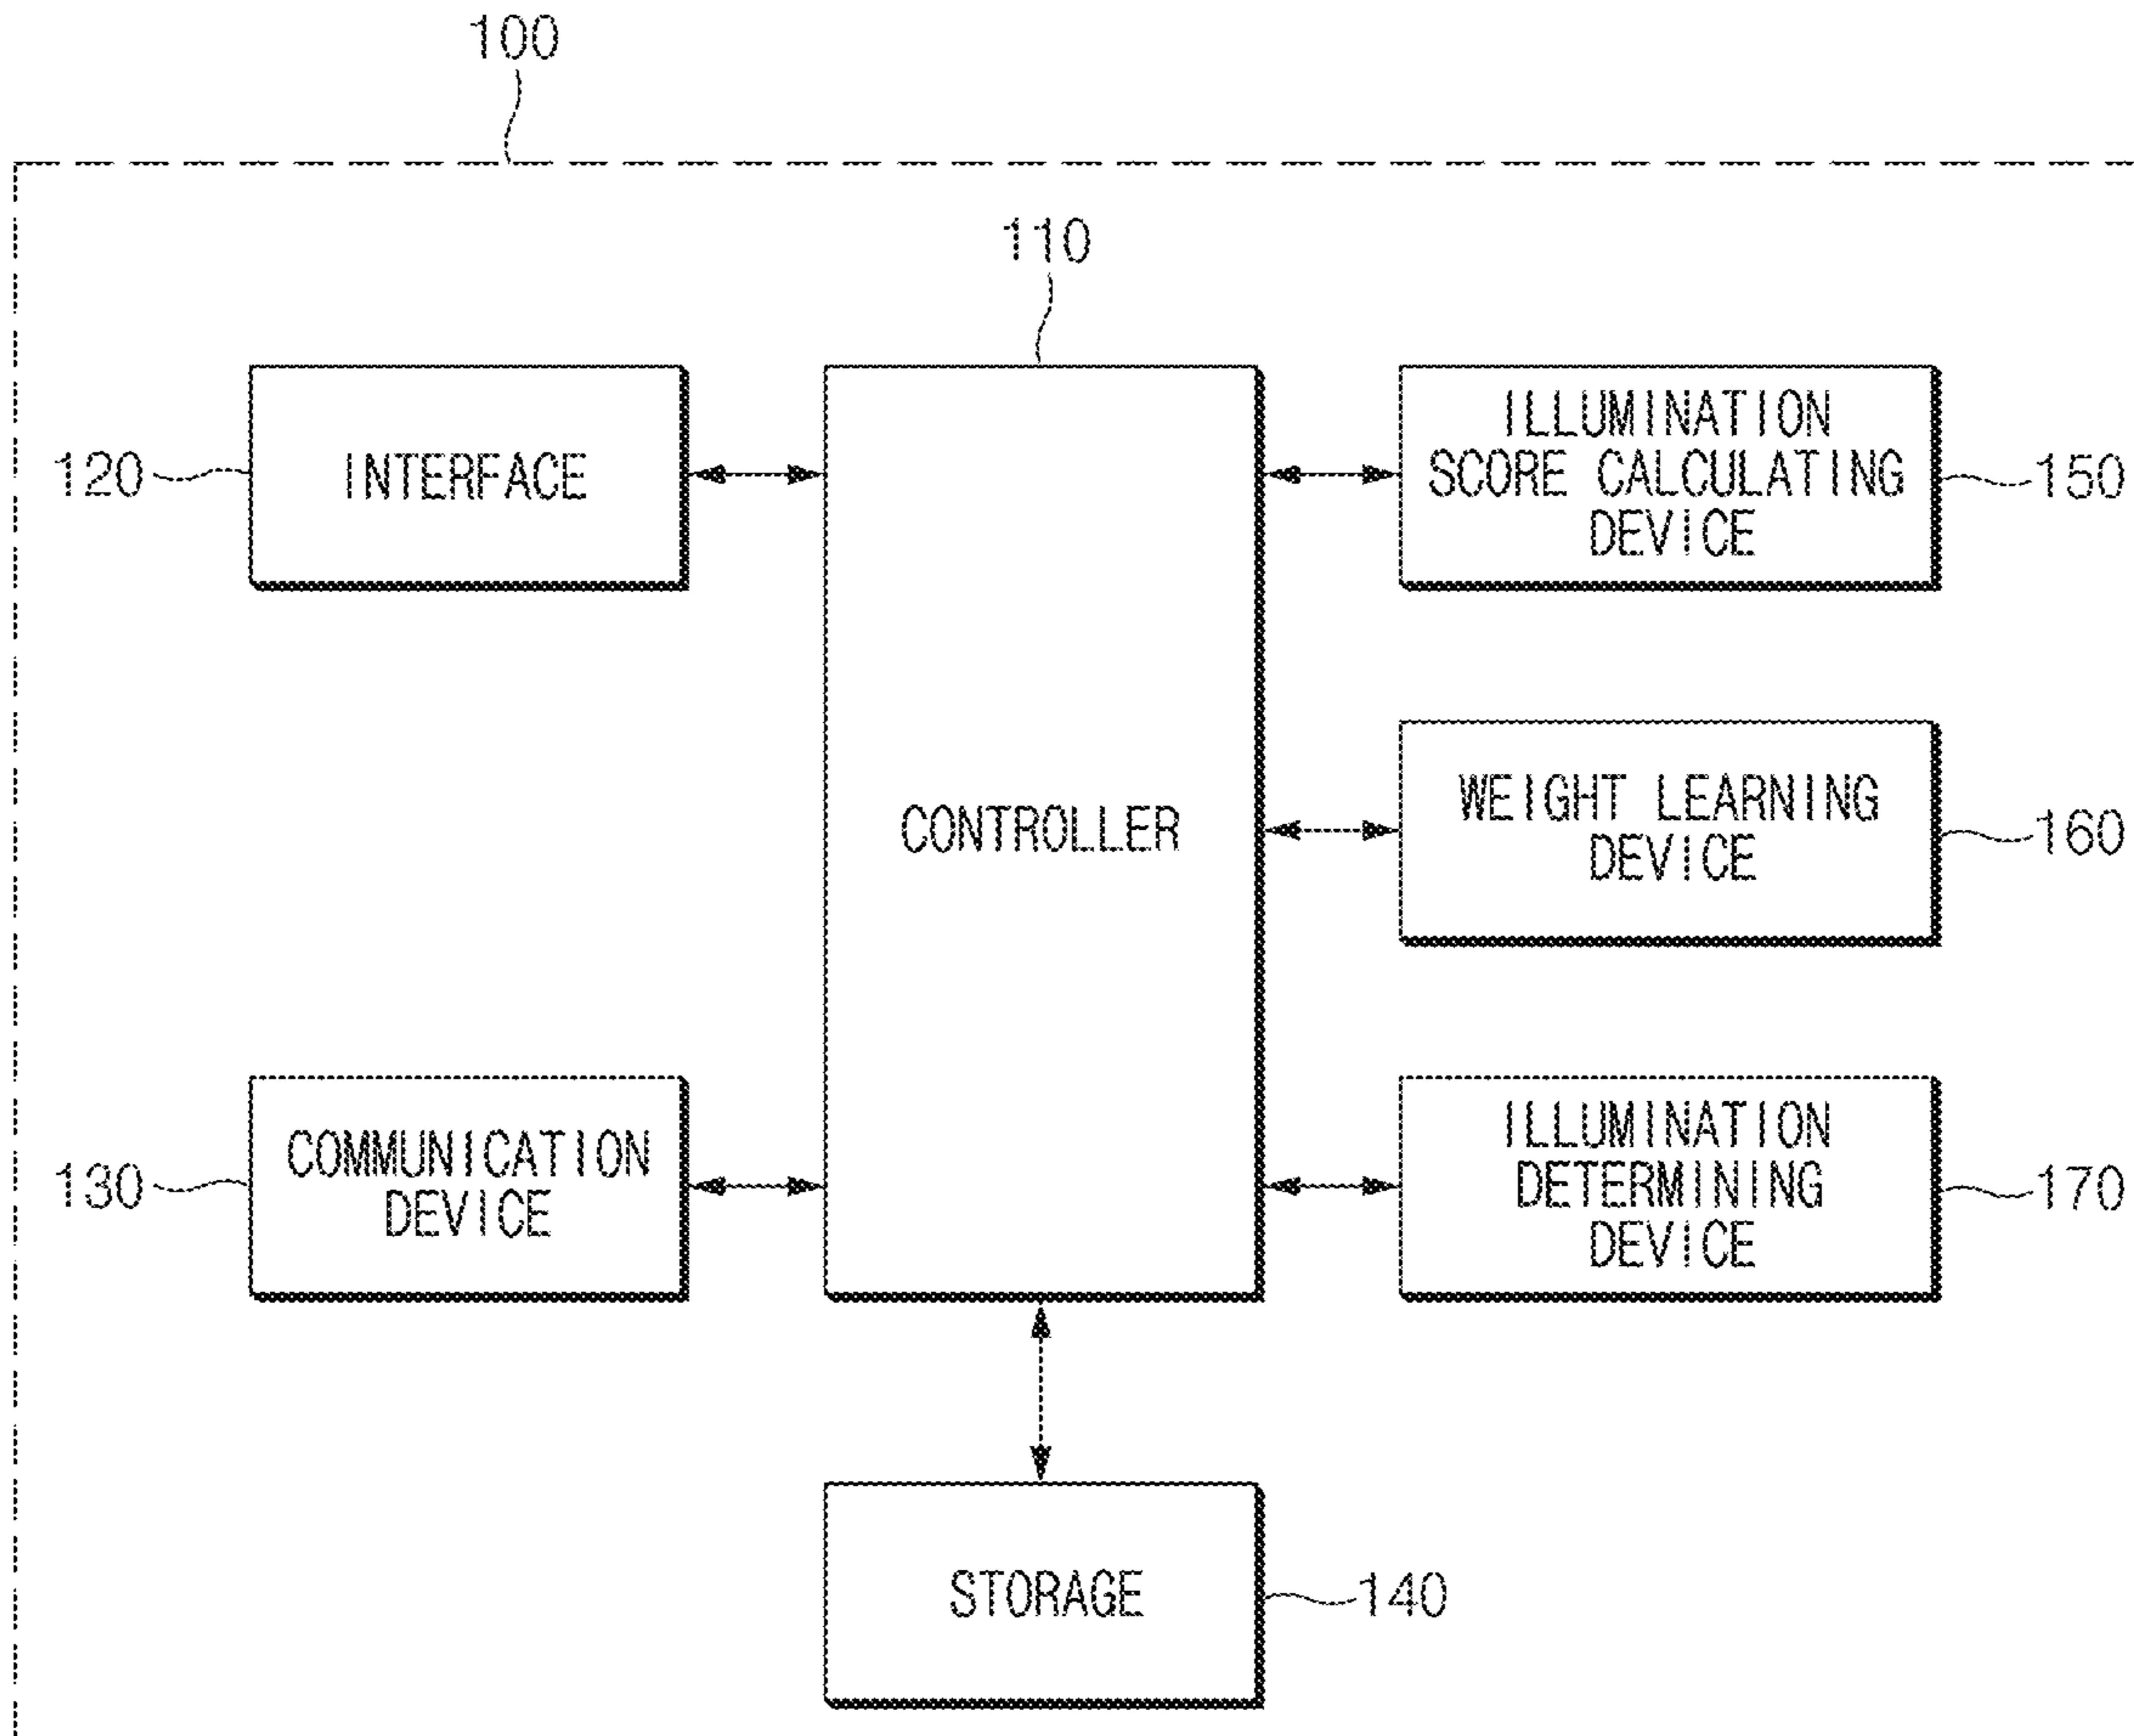 100
110
120
INTERFACE
ILLUMINATION
SCORE CALCULATING
DEVICE
150
CONTROLLER
WEIGHT LEARNING
DEVICE
160
130
COMMUNICATION
DEVICE
ILLUMINATION
DETERMINING
DEVICE
170
STORAGE
140